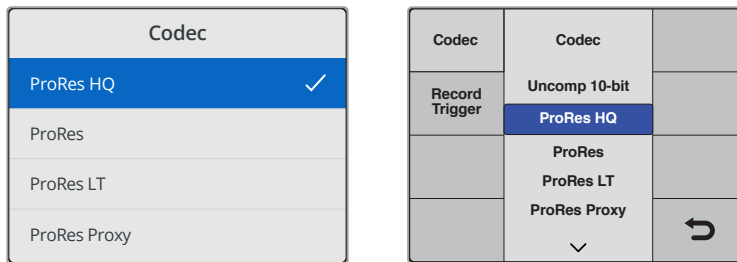 Codec
ProRes HQ
ProRes
ProRes LT
ProRes Proxy
Codec
Record
Trigger
Codec
Uncomp 10-bit
ProRes HQ
ProRes
ProRes LT
ProRes Proxy